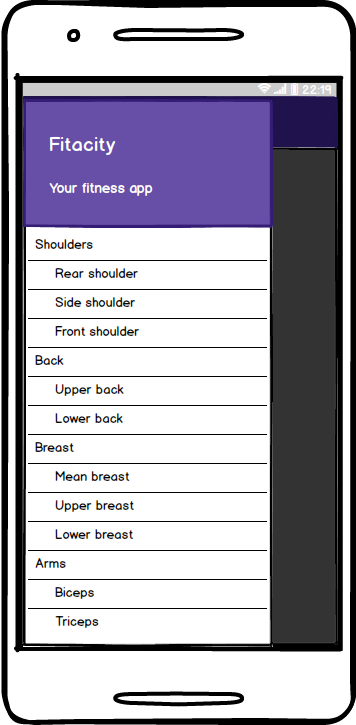 22:19
Fitacity
Your fitness app
Shoulders
Rear shoulder
Side shoulder
Front shoulder
Back
Upper back
Lower back
Breast
Mean breast
Upper breast
Lower breast
Arms
Biceps
Triceps